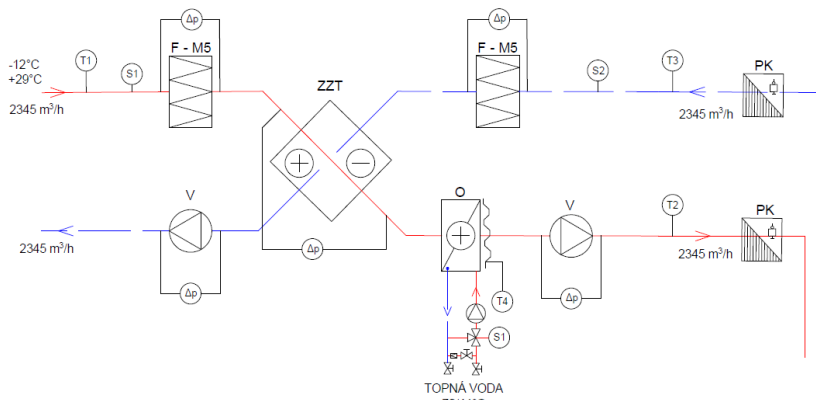 Δp
Δp
-12°C
+29°C
T1
S1
F - M5
F - M5
S2
T3
PK
ZZT
2345 m³/h
2345 m³/h
V
O
V
T2
PK
2345 m³/h
2345 m³/h
Δp
Δp
Δp
T4
S1
TOPNÁ VODA